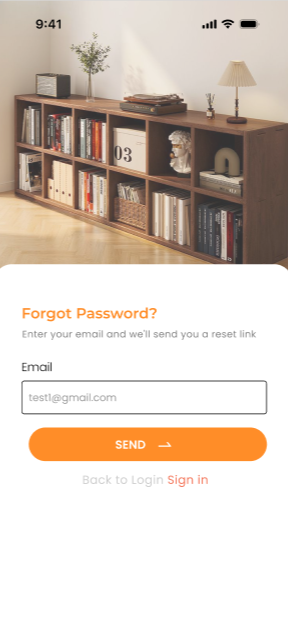 9:41
03
Forgot Password?
Enter your email and we'll send you a reset link
Email
test1@gmail.com
SEND
Back to Login Sign in